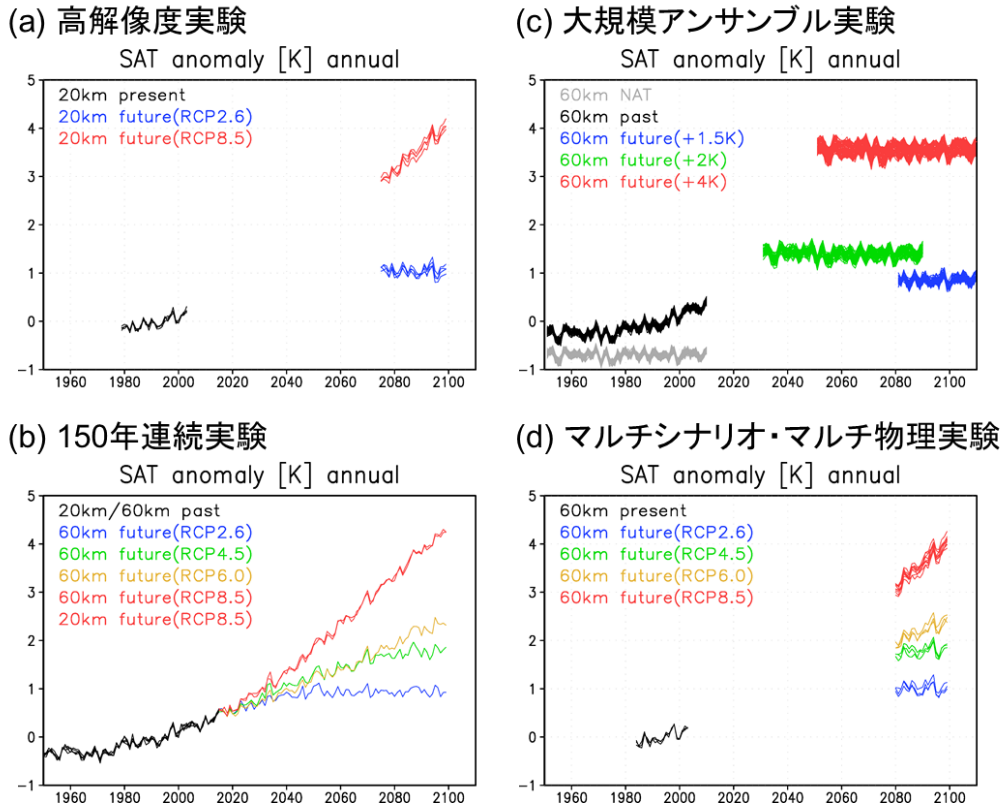 (a) 高解像度実験
SAT anomaly [K] annual
20km present
20km future(RCP2.6)
20km future(RCP8.5)
5
4
3
2
1
0
−1
1960 1980 2000 2020 2040 2060 2080 2100
(c) 大規模アンサンブル実験
SAT anomaly [K] annual
60km NAT
60km past
60km future(+1.5K)
60km future(+2K)
60km future(+4K)
5
4
3
2
1
0
−1
1960 1980 2000 2020 2040 2060 2080 2100
(b) 150年連続実験
SAT anomaly [K] annual
20km/60km past
60km future(RCP2.6)
60km future(RCP4.5)
60km future(RCP6.0)
60km future(RCP8.5)
20km future(RCP8.5)
5
4
3
2
1
0
−1
1960 1980 2000 2020 2040 2060 2080 2100
(d) マルチシナリオ・マルチ物理実験
SAT anomaly [K] annual
60km present
60km future(RCP2.6)
60km future(RCP4.5)
60km future(RCP6.0)
60km future(RCP8.5)
5
4
3
2
1
0
−1
1960 1980 2000 2020 2040 2060 2080 2100